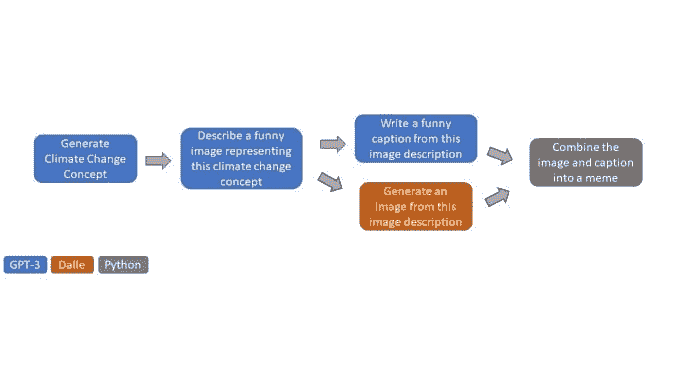 Generate
Climate Change
Concept
Describe a funny
image representing
this climate change
concept
Write a funny
caption from this
image description
Generate an
image from this
image description
Combine the
image and caption
into a meme
GPT-3
Dalle
Python